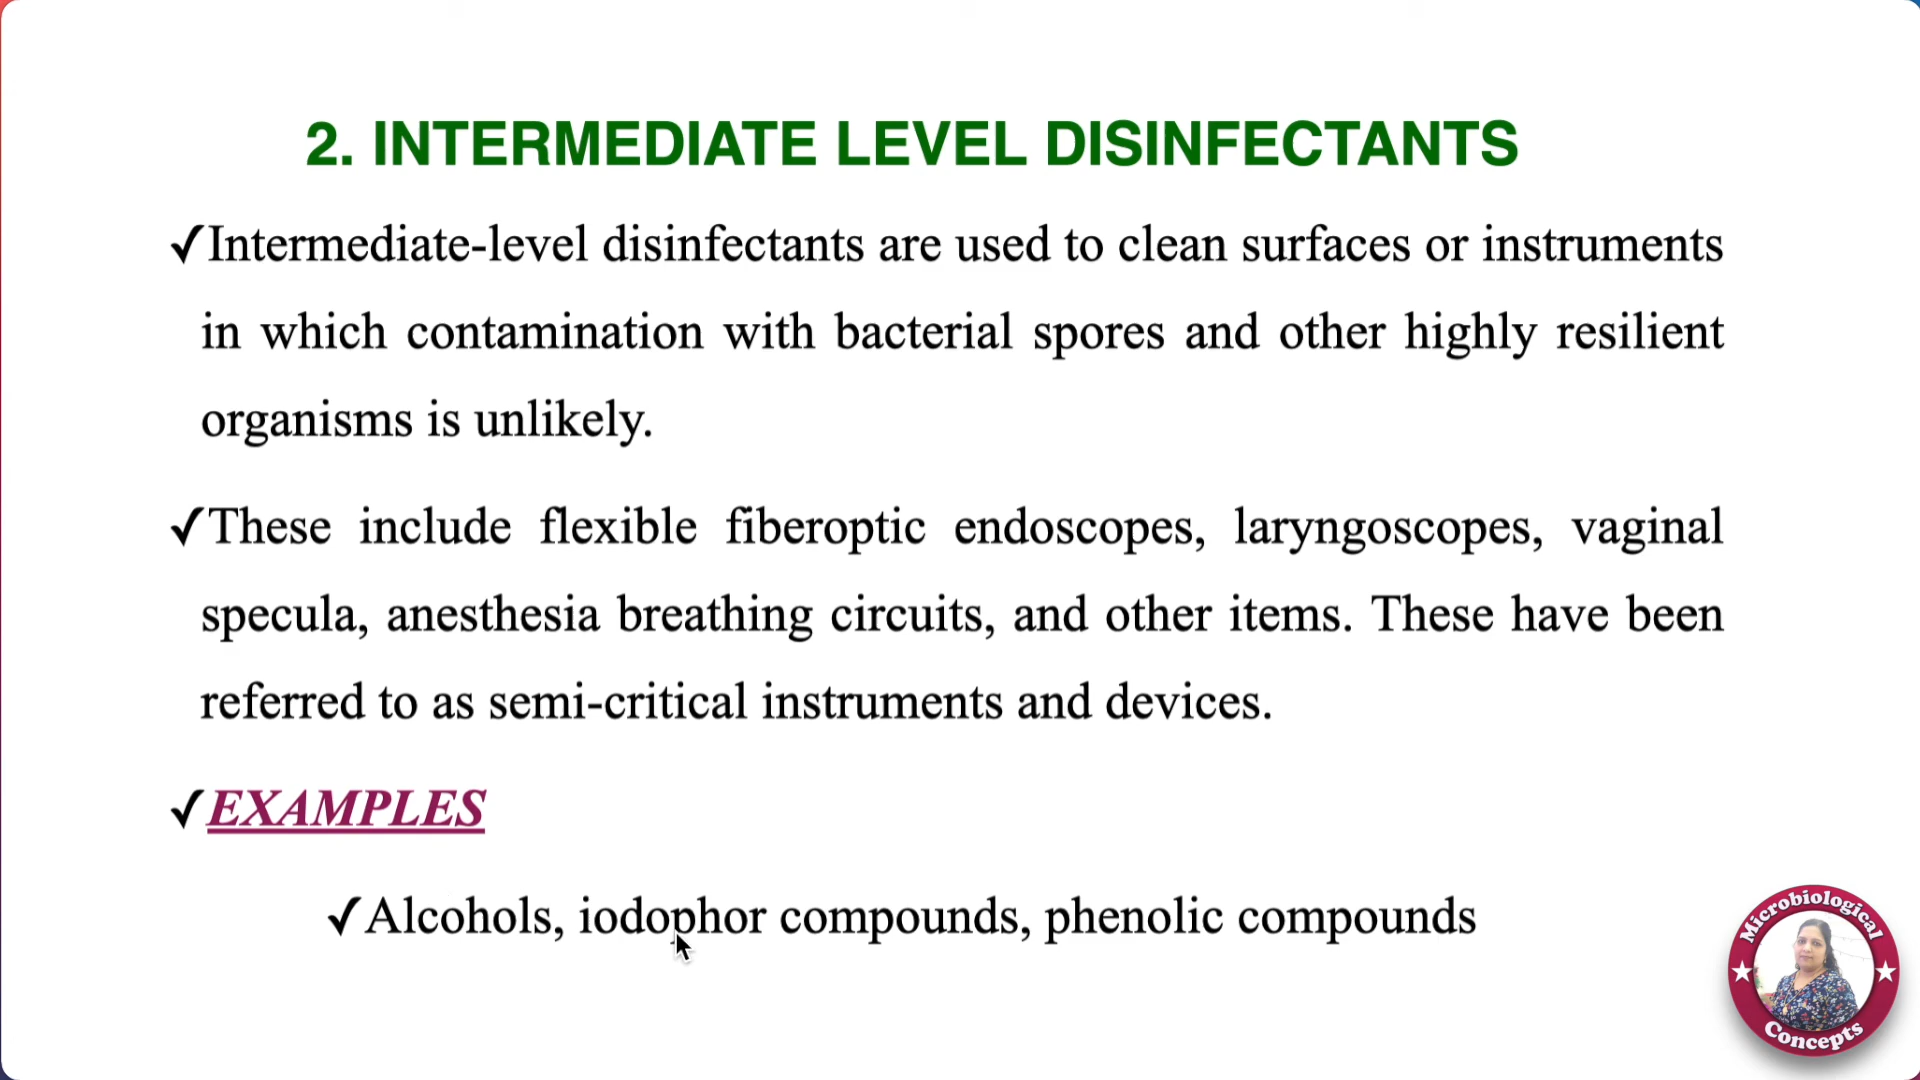 2. INTERMEDIATE LEVEL DISINFECTANTS
✓Intermediate-level disinfectants are used to clean surfaces or instruments
in which contamination with bacterial spores and other highly resilient
organisms is unlikely.
✓These include flexible fiberoptic endoscopes, laryngoscopes, vaginal
specula, anesthesia breathing circuits, and other items. These have been
referred to as semi-critical instruments and devices.
✓EXAMPLES
✓Alcohols, iodophor compounds, phenolic compounds
Microbiological
Concepts